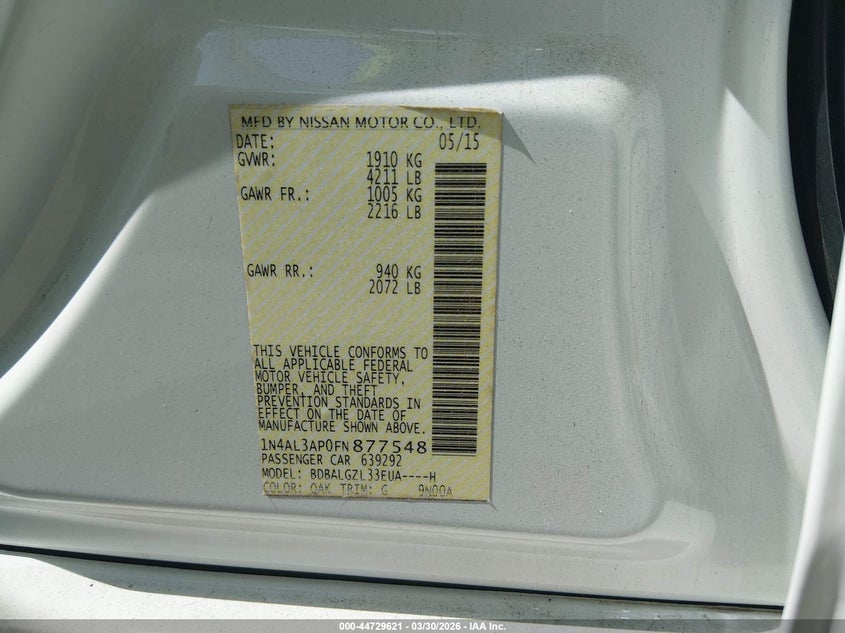 MFD BY NISSAN MOTOR CO., LTD.
DATE: 05/15
GVWR: 1910 KG
4211 LB
GAWR FR.: 1005 KG
2216 LB
GAWR RR.: 940 KG
2072 LB
THIS VEHICLE CONFORMS TO
ALL APPLICABLE FEDERAL
MOTOR VEHICLE SAFETY,
BUMPER, AND THEFT
PREVENTION STANDARDS IN
EFFECT ON THE DATE OF
MANUFACTURE SHOWN ABOVE.
1N4AL3AP0FN877548
PASSENGER CAR 639292
MODEL: BDBALGZL33EUA----H
COLOR: QAK TRIM: G 9N00A
000-44729621 - 03/30/2026 - IAA Inc.